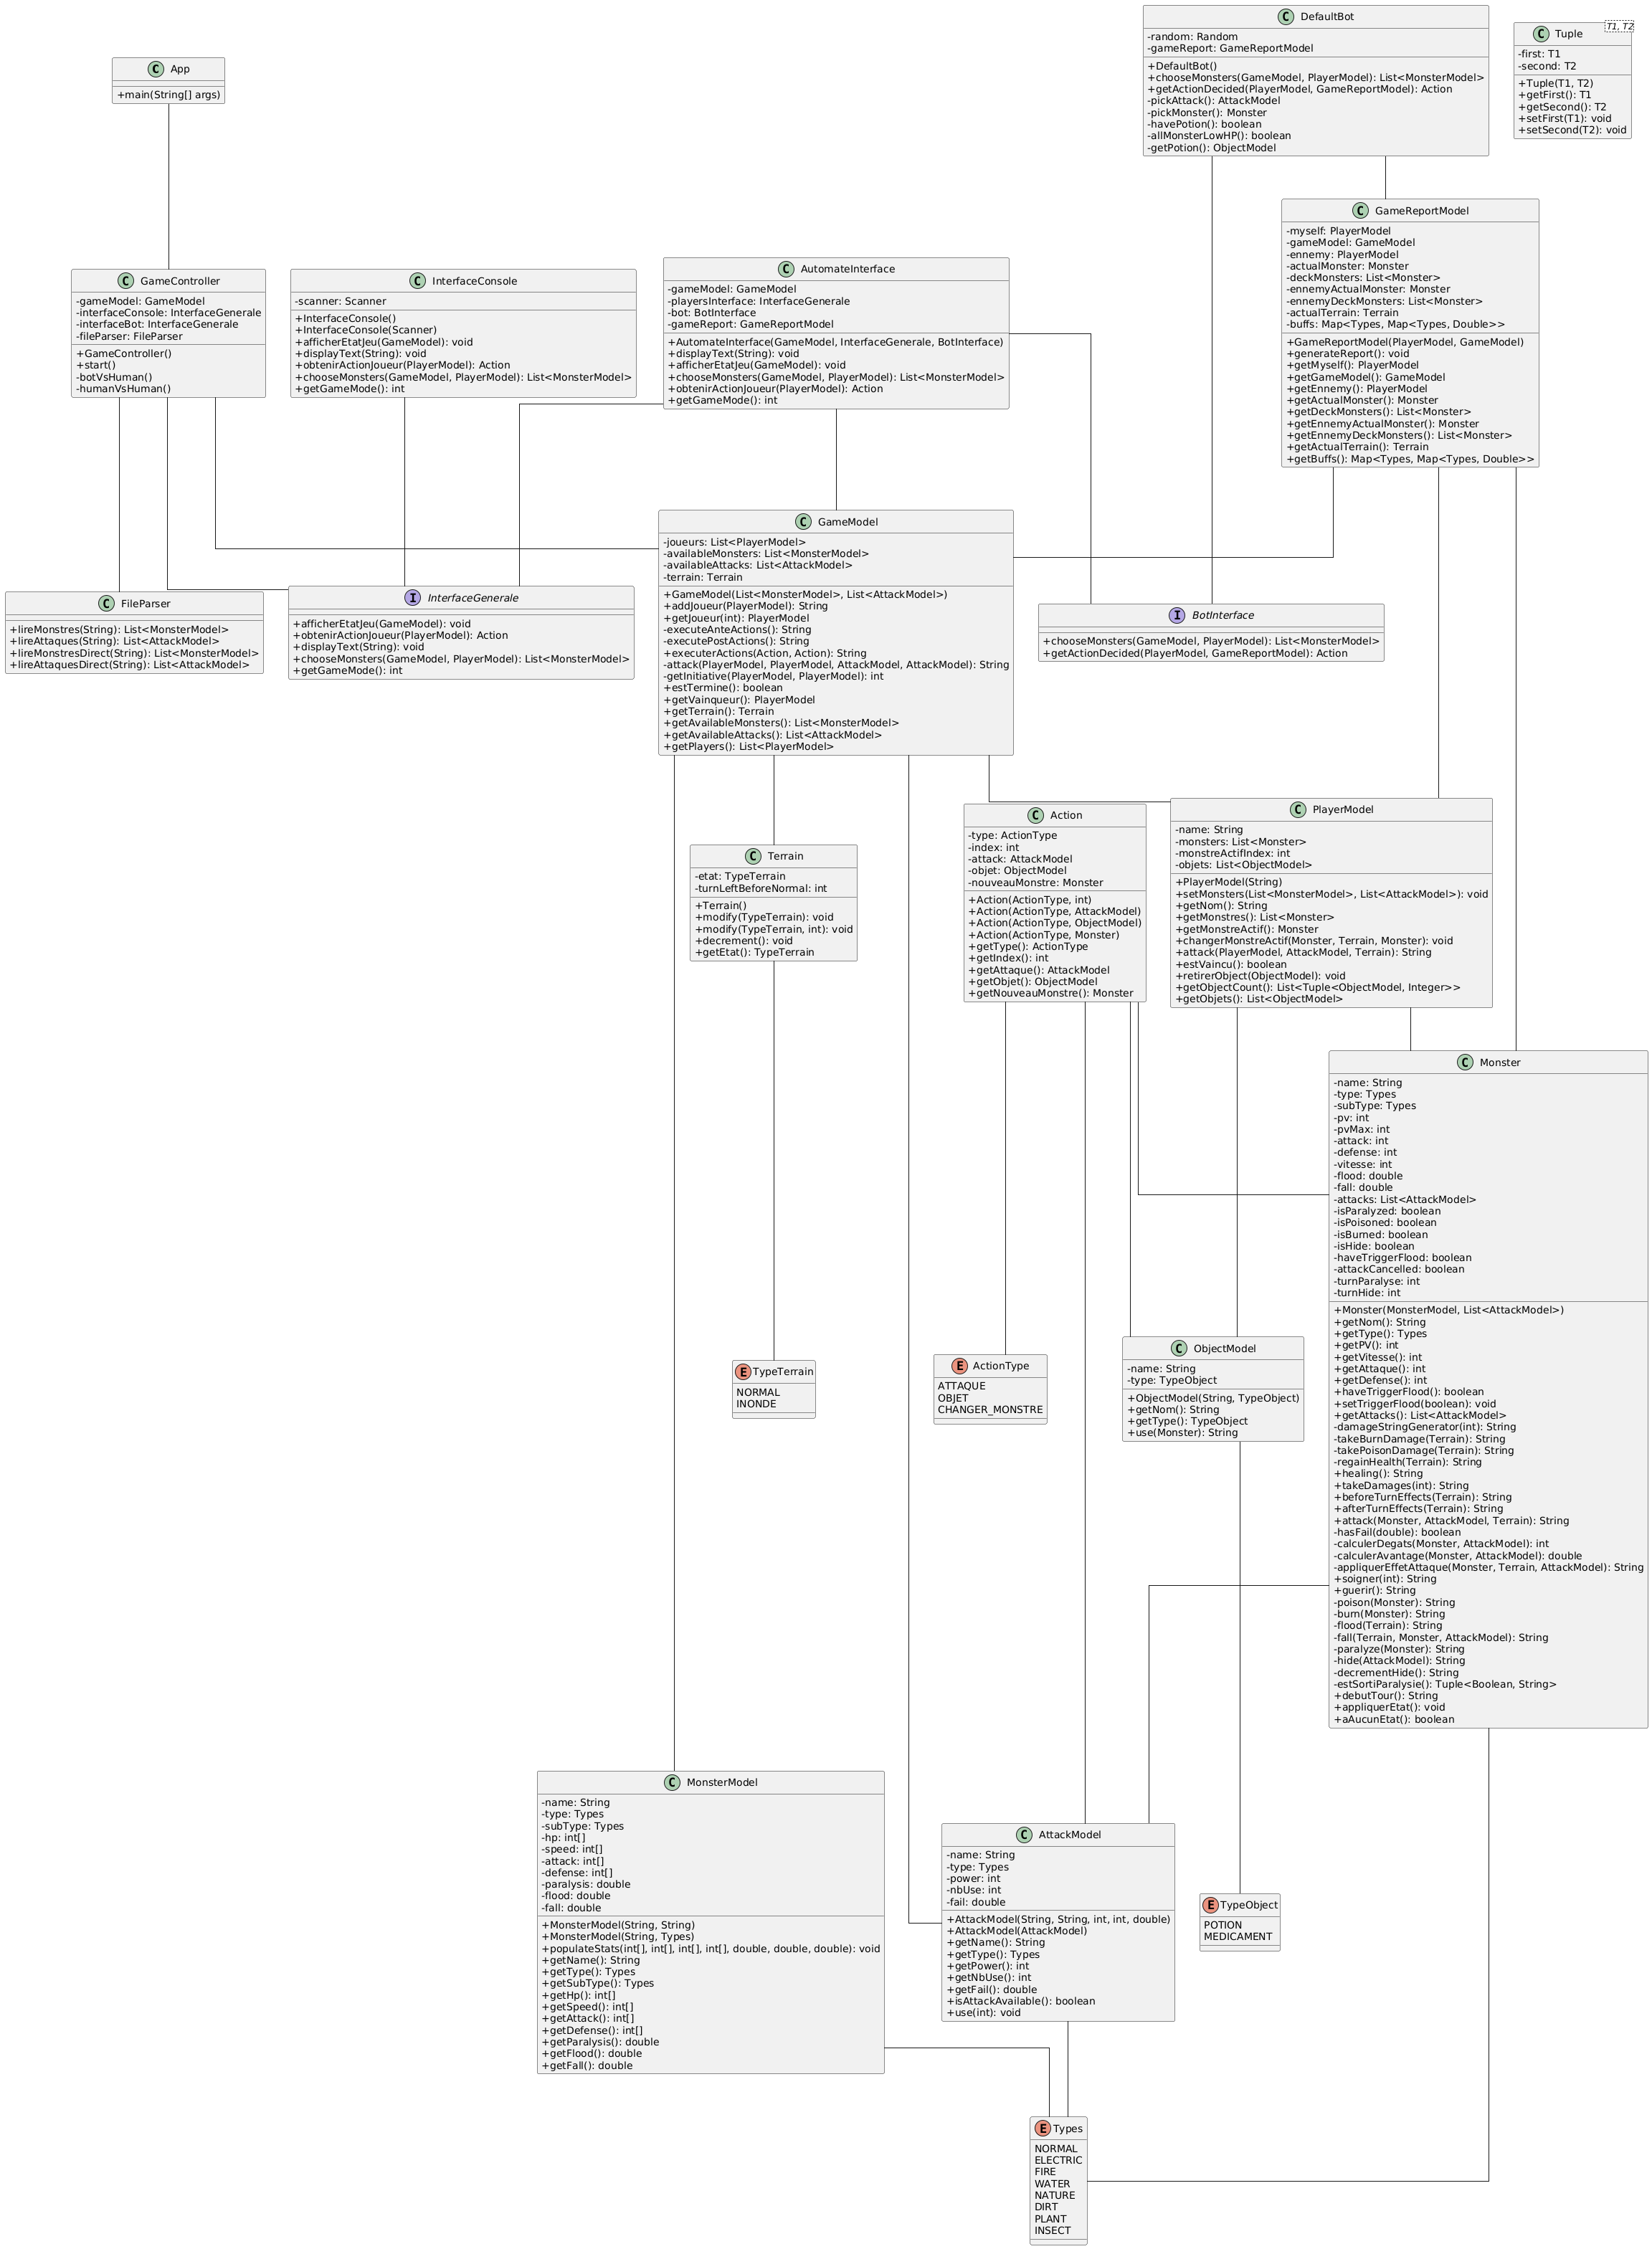 C DefaultBot
-random: Random
-gameReport: GameReportModel
+DefaultBot()
+chooseMonsters(GameModel, PlayerModel): List<MonsterModel>
+getActionDecided(PlayerModel, GameReportModel): Action
-pickAttack(): AttackModel
-pickMonster(): Monster
-havePotion(): boolean
-allMonsterLowHP(): boolean
-getPotion(): ObjectModel
C Tuple
T1, T2
-first: T1
-second: T2
+Tuple(T1, T2)
+getFirst(): T1
+getSecond(): T2
+setFirst(T1): void
+setSecond(T2): void
C App
+main(String[] args)
C GameReportModel
-myself: PlayerModel
-gameModel: GameModel
-ennemy: PlayerModel
-actualMonster: Monster
-deckMonsters: List<Monster>
-ennemyActualMonster: Monster
-ennemyDeckMonsters: List<Monster>
-actualTerrain: Terrain
-buffs: Map<Types, Map<Types, Double>>
+GameReportModel(PlayerModel, GameModel)
+generateReport(): void
+getMyself(): PlayerModel
+getGameModel(): GameModel
+getEnnemy(): PlayerModel
+getActualMonster(): Monster
+getDeckMonsters(): List<Monster>
+getEnnemyActualMonster(): Monster
+getEnnemyDeckMonsters(): List<Monster>
+getActualTerrain(): Terrain
+getBuffs(): Map<Types, Map<Types, Double>>
C GameController
-gameModel: GameModel
-interfaceConsole: InterfaceGenerale
-interfaceBot: InterfaceGenerale
-fileParser: FileParser
+GameController()
+start()
-botVsHuman()
-humanVsHuman()
C InterfaceConsole
-scanner: Scanner
+InterfaceConsole()
+InterfaceConsole(Scanner)
+afficherEtatJeu(GameModel): void
+displayText(String): void
+obtenirActionJoueur(PlayerModel): Action
+chooseMonsters(GameModel, PlayerModel): List<MonsterModel>
+getGameMode(): int
C AutomateInterface
-gameModel: GameModel
-playersInterface: InterfaceGenerale
-bot: BotInterface
-gameReport: GameReportModel
+AutomateInterface(GameModel, InterfaceGenerale, BotInterface)
+displayText(String): void
+afficherEtatJeu(GameModel): void
+chooseMonsters(GameModel, PlayerModel): List<MonsterModel>
+obtenirActionJoueur(PlayerModel): Action
+getGameMode(): int
C GameModel
-joueurs: List<PlayerModel>
-availableMonsters: List<MonsterModel>
-availableAttacks: List<AttackModel>
-terrain: Terrain
+GameModel(List<MonsterModel>, List<AttackModel>)
+addJoueur(PlayerModel): String
+getJoueur(int): PlayerModel
-executeAnteActions(): String
-executePostActions(): String
+executerActions(Action, Action): String
-attack(PlayerModel, PlayerModel, AttackModel, AttackModel): String
-getInitiative(PlayerModel, PlayerModel): int
+estTermine(): boolean
+getVainqueur(): PlayerModel
+getTerrain(): Terrain
+getAvailableMonsters(): List<MonsterModel>
+getAvailableAttacks(): List<AttackModel>
+getPlayers(): List<PlayerModel>
C FileParser
+lireMonstres(String): List<MonsterModel>
+lireAttaques(String): List<AttackModel>
+lireMonstresDirect(String): List<MonsterModel>
+lireAttaquesDirect(String): List<AttackModel>
I InterfaceGenerale
+afficherEtatJeu(GameModel): void
+obtenirActionJoueur(PlayerModel): Action
+displayText(String): void
+chooseMonsters(GameModel, PlayerModel): List<MonsterModel>
+getGameMode(): int
I BotInterface
+chooseMonsters(GameModel, PlayerModel): List<MonsterModel>
+getActionDecided(PlayerModel, GameReportModel): Action
C Terrain
-etat: TypeTerrain
-turnLeftBeforeNormal: int
+Terrain()
+modify(TypeTerrain): void
+modify(TypeTerrain, int): void
+decrement(): void
+getEtat(): TypeTerrain
C Action
-type: ActionType
-index: int
-attack: AttackModel
-objet: ObjectModel
-nouveauMonstre: Monster
+Action(ActionType, int)
+Action(ActionType, AttackModel)
+Action(ActionType, ObjectModel)
+Action(ActionType, Monster)
+getType(): ActionType
+getIndex(): int
+getAttaque(): AttackModel
+getObjet(): ObjectModel
+getNouveauMonstre(): Monster
C PlayerModel
-name: String
-monsters: List<Monster>
-monstreActifIndex: int
-objets: List<ObjectModel>
+PlayerModel(String)
+setMonsters(List<MonsterModel>, List<AttackModel>): void
+getNom(): String
+getMonstres(): List<Monster>
+getMonstreActif(): Monster
+changerMonstreActif(Monster, Terrain, Monster): void
+attack(PlayerModel, AttackModel, Terrain): String
+estVaincu(): boolean
+retirerObject(ObjectModel): void
+getObjectCount(): List<Tuple<ObjectModel, Integer>>
+getObjets(): List<ObjectModel>
C Monster
-name: String
-type: Types
-subType: Types
-pv: int
-pvMax: int
-attack: int
-defense: int
-vitesse: int
-flood: double
-fall: double
-attacks: List<AttackModel>
-isParalyzed: boolean
-isPoisoned: boolean
-isBurned: boolean
-isHide: boolean
-haveTriggerFlood: boolean
-attackCancelled: boolean
-turnParalyse: int
-turnHide: int
+Monster(MonsterModel, List<AttackModel>)
+getNom(): String
+getType(): Types
+getPV(): int
+getVitesse(): int
+getAttaque(): int
+getDefense(): int
+haveTriggerFlood(): boolean
+setTriggerFlood(boolean): void
+getAttacks(): List<AttackModel>
-damageStringGenerator(int): String
-takeBurnDamage(Terrain): String
-takePoisonDamage(Terrain): String
-regainHealth(Terrain): String
+healing(): String
+takeDamages(int): String
+beforeTurnEffects(Terrain): String
+afterTurnEffects(Terrain): String
+attack(Monster, AttackModel, Terrain): String
-hasFail(double): boolean
-calculerDegats(Monster, AttackModel): int
-calculerAvantage(Monster, AttackModel): double
-appliquerEffetAttaque(Monster, Terrain, AttackModel): String
+soigner(int): String
+guerir(): String
-poison(Monster): String
-burn(Monster): String
-flood(Terrain): String
-fall(Terrain, Monster, AttackModel): String
-paralyze(Monster): String
-hide(AttackModel): String
-decrementHide(): String
-estSortiParalysie(): Tuple<Boolean, String>
+debutTour(): String
+appliquerEtat(): void
+aAucunEtat(): boolean
E TypeTerrain
NORMAL
INONDE
E ActionType
ATTAQUE
OBJET
CHANGER_MONSTRE
C ObjectModel
-name: String
-type: TypeObject
+ObjectModel(String, TypeObject)
+getNom(): String
+getType(): TypeObject
+use(Monster): String
C MonsterModel
-name: String
-type: Types
-subType: Types
-hp: int[]
-speed: int[]
-attack: int[]
-defense: int[]
-paralysis: double
-flood: double
-fall: double
+MonsterModel(String, String)
+MonsterModel(String, Types)
+populateStats(int[], int[], int[], int[], double, double, double): void
+getName(): String
+getType(): Types
+getSubType(): Types
+getHp(): int[]
+getSpeed(): int[]
+getAttack(): int[]
+getDefense(): int[]
+getParalysis(): double
+getFlood(): double
+getFall(): double
C AttackModel
-name: String
-type: Types
-power: int
-nbUse: int
-fail: double
+AttackModel(String, String, int, int, double)
+AttackModel(AttackModel)
+getName(): String
+getType(): Types
+getPower(): int
+getNbUse(): int
+getFail(): double
+isAttackAvailable(): boolean
+use(int): void
E TypeObject
POTION
MEDICAMENT
E Types
NORMAL
ELECTRIC
FIRE
WATER
NATURE
DIRT
PLANT
INSECT